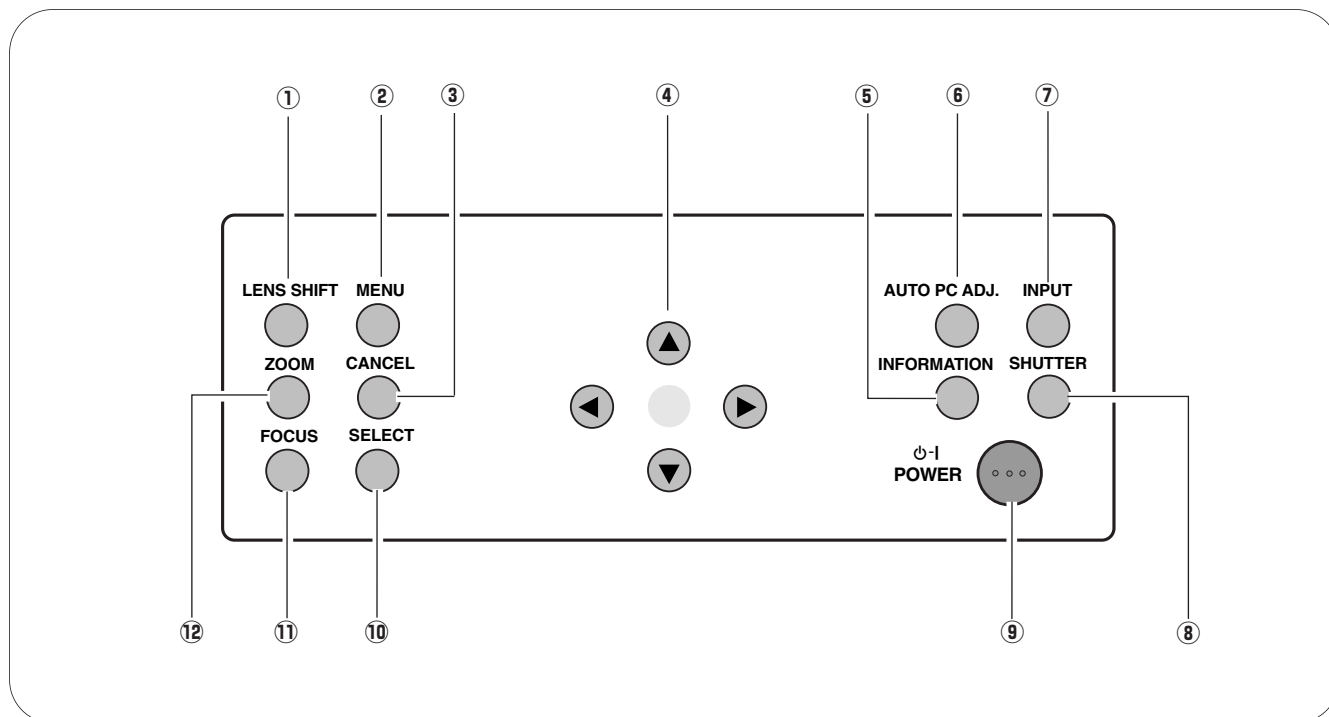 ① ② ③ ④ ⑤ ⑥ ⑦
LENS SHIFT MENU AUTO PC ADJ. INPUT
ZOOM CANCEL INFORMATION SHUTTER
FOCUS SELECT
⏻-I
POWER
⑫ ⑪ ⑩ ⑨ ⑧